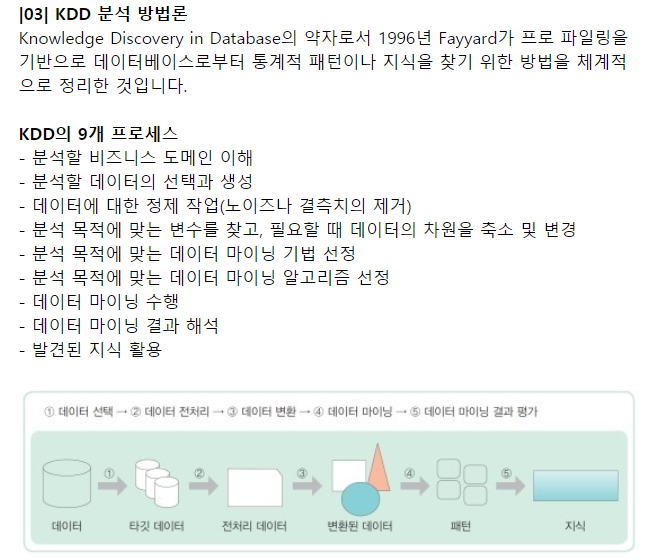 |03| KDD 분석 방법론
Knowledge Discovery in Database의 약자로서 1996년 Fayyard가 프로 파일링을
기반으로 데이터베이스로부터 통계적 패턴이나 지식을 찾기 위한 방법을 체계적
으로 정리한 것입니다.
KDD의 9개 프로세스
- 분석할 비즈니스 도메인 이해
- 분석할 데이터의 선택과 생성
- 데이터에 대한 정제 작업(노이즈나 결측치의 제거)
- 분석 목적에 맞는 변수를 찾고, 필요할 때 데이터의 차원을 축소 및 변경
- 분석 목적에 맞는 데이터 마이닝 기법 선정
- 분석 목적에 맞는 데이터 마이닝 알고리즘 선정
- 데이터 마이닝 수행
- 데이터 마이닝 결과 해석
- 발견된 지식 활용
① 데이터 선택 → ② 데이터 전처리 → ③ 데이터 변환 → ④ 데이터 마이닝 → ⑤ 데이터 마이닝 결과 평가
① ② ③ ④ ⑤
데이터 타깃 데이터 전처리 데이터 변환된 데이터 패턴 지식